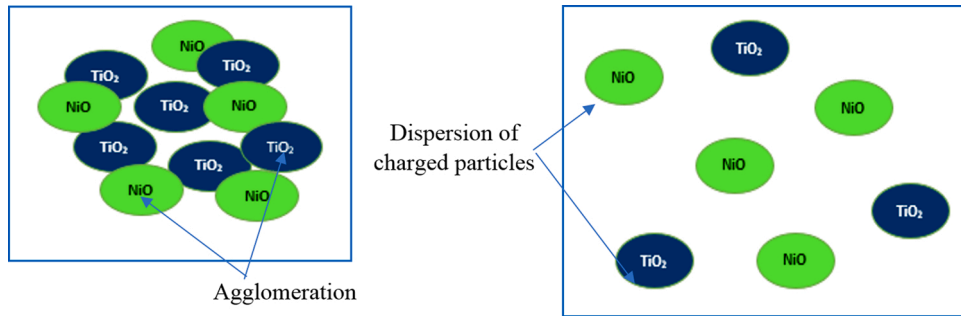 NiO
TiO₂
TiO₂
NiO
TiO₂
NiO
TiO₂
TiO₂
TiO₂
NiO
NiO
Agglomeration
Dispersion of
charged particles
TiO₂
NiO
NiO
NiO
TiO₂
TiO₂
NiO